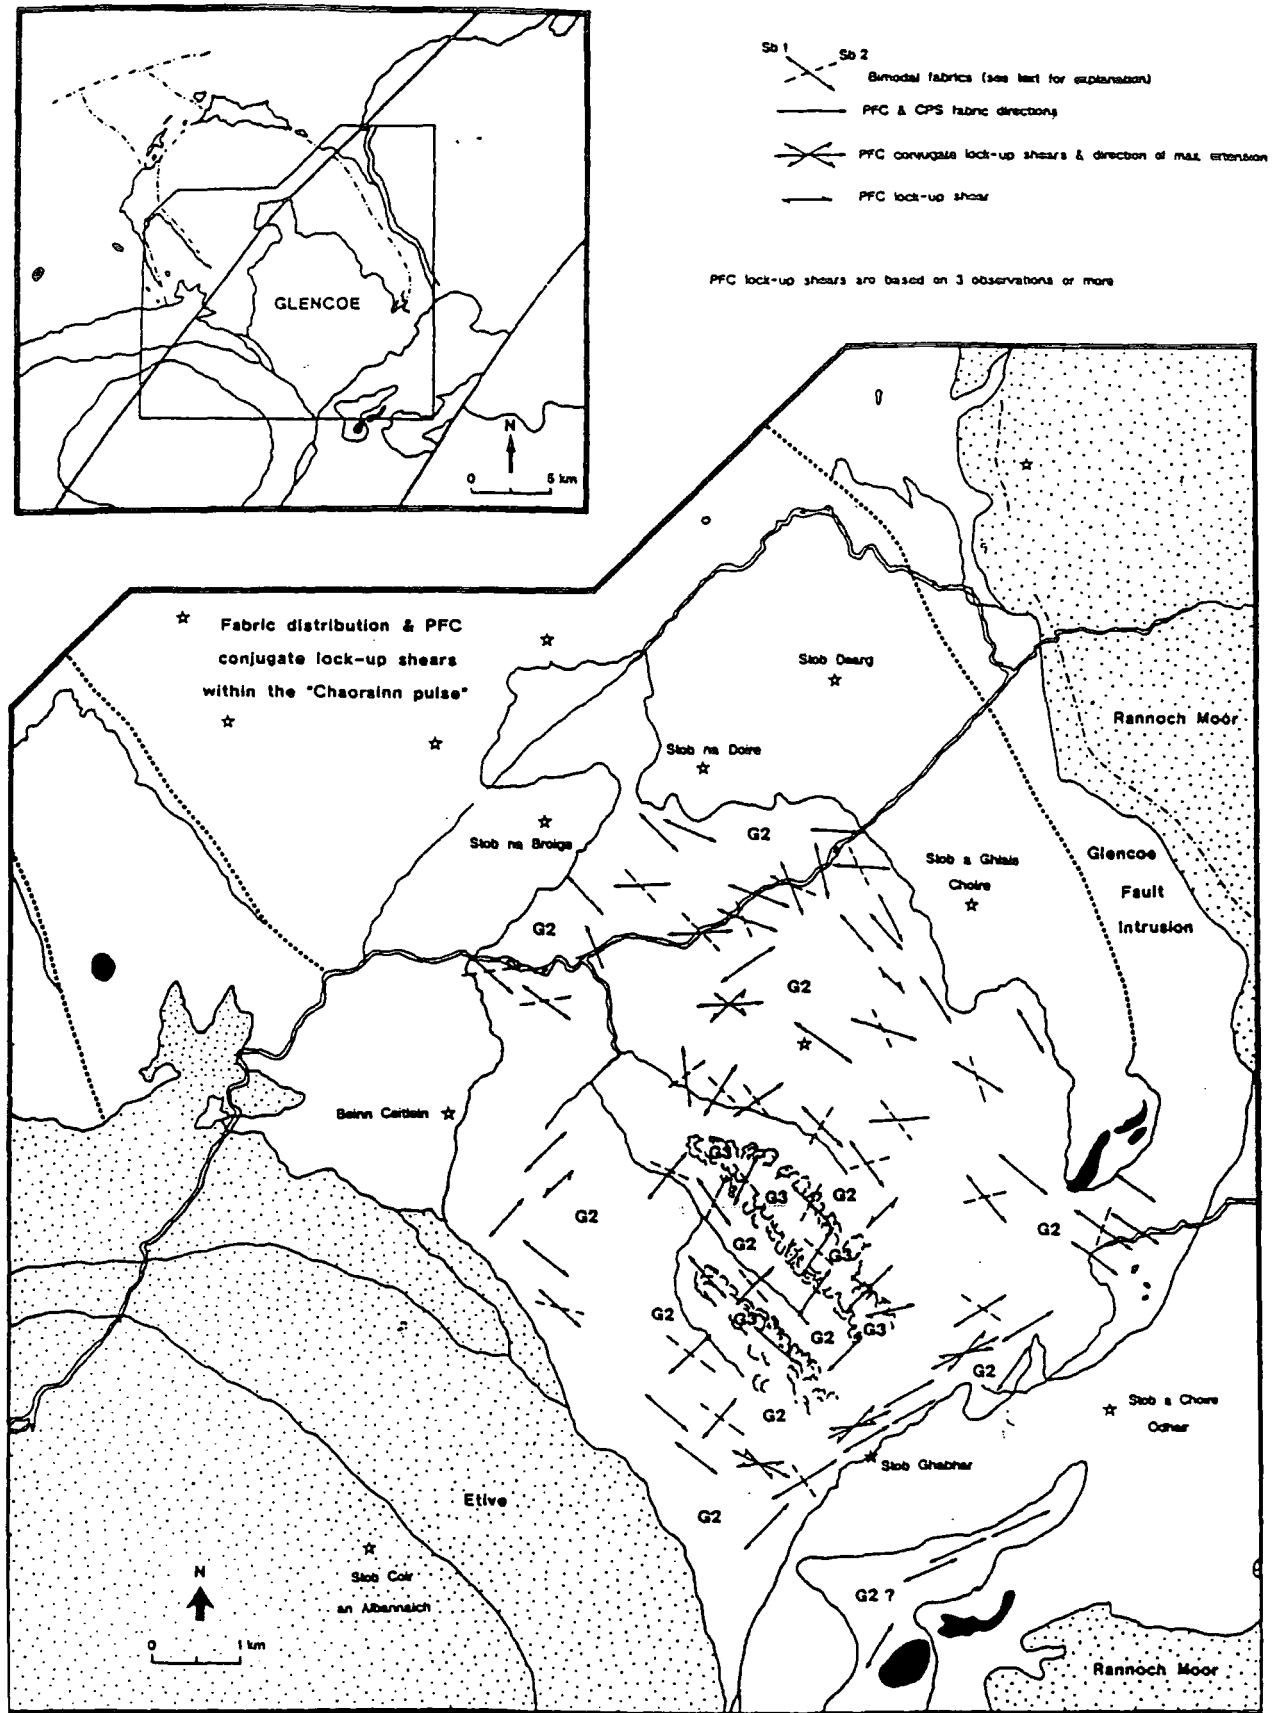 GLENCOE
N
0 5 km
Sb 1
Sb 2
Bimodal fabrics (see text for explanation)
PFC & CPS fabric directions
PFC conjugate lock-up shears & direction of max. extension
PFC lock-up shear
PFC lock-up shears are based on 3 observations or more
Fabric distribution & PFC
conjugate lock-up shears
within the "Chaorsinn pulse"
Stob Dearg
Rannoch Moor
Stob na Doire
Stob na Broige
G2
Stob a Ghlais
Choire
Glencoe
Fault
Intrusion
G2
G2
Beinn Ceitlein
G3
G3
G2
G2
G2
G2
G3
G2
G3
G2
G3
G2
G2
Stob a Choire
Odhair
Stob Ghabhar
Etive
G2
Stob Coir
an Albannaich
N
0 1 km
G2 ?
Rannoch Moor